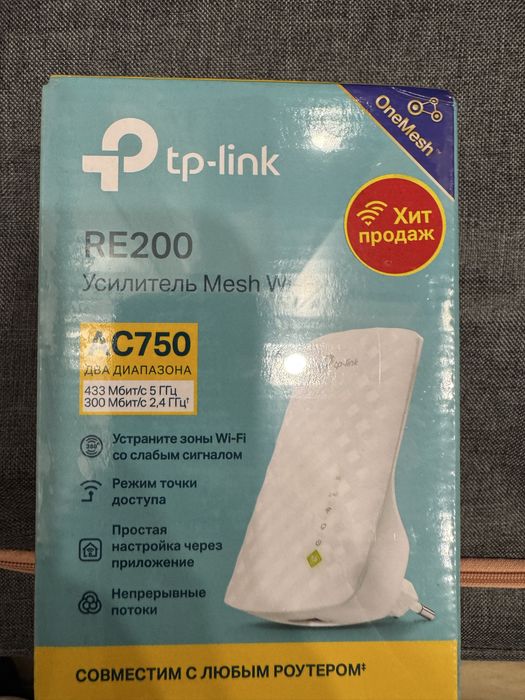 OneMesh™
tp-link
Хит
продаж
RE200
Усилитель Mesh
AC750
ДВА ДИАПАЗОНА
433 Мбит/с 5 ГГц
300 Мбит/с 2,4 ГГц†
tp-link
360°
Устраните зоны Wi-Fi
со слабым сигналом
Режим точки
доступа
Простая
настройка через
приложение
Непрерывные
потоки
СОВМЕСТИМ С ЛЮБЫМ РОУТЕРОМ‡